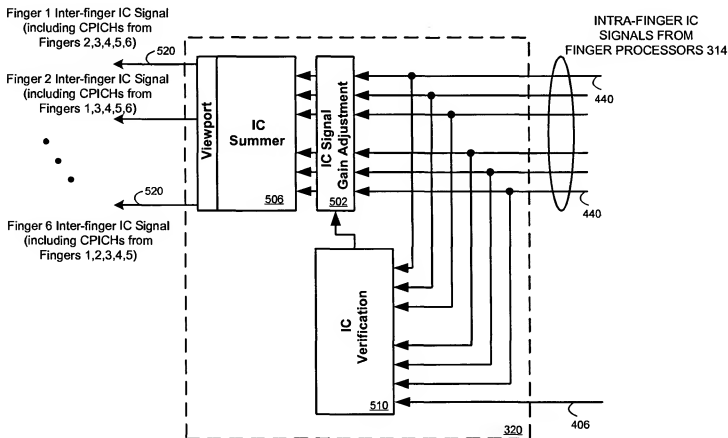 Finger 1 Inter-finger IC Signal
(including CPICHs from
Fingers 2,3,4,5,6)
520
Finger 2 Inter-finger IC Signal
(including CPICHs from
Fingers 1,3,4,5,6)
520
Finger 6 Inter-finger IC Signal
(including CPICHs from
Fingers 1,2,3,4,5)
Viewport
IC
Summer
506
IC Signal
Gain Adjustment
502
IC
Verification
510
INTRA-FINGER IC
SIGNALS FROM
FINGER PROCESSORS 314
440
440
406
320